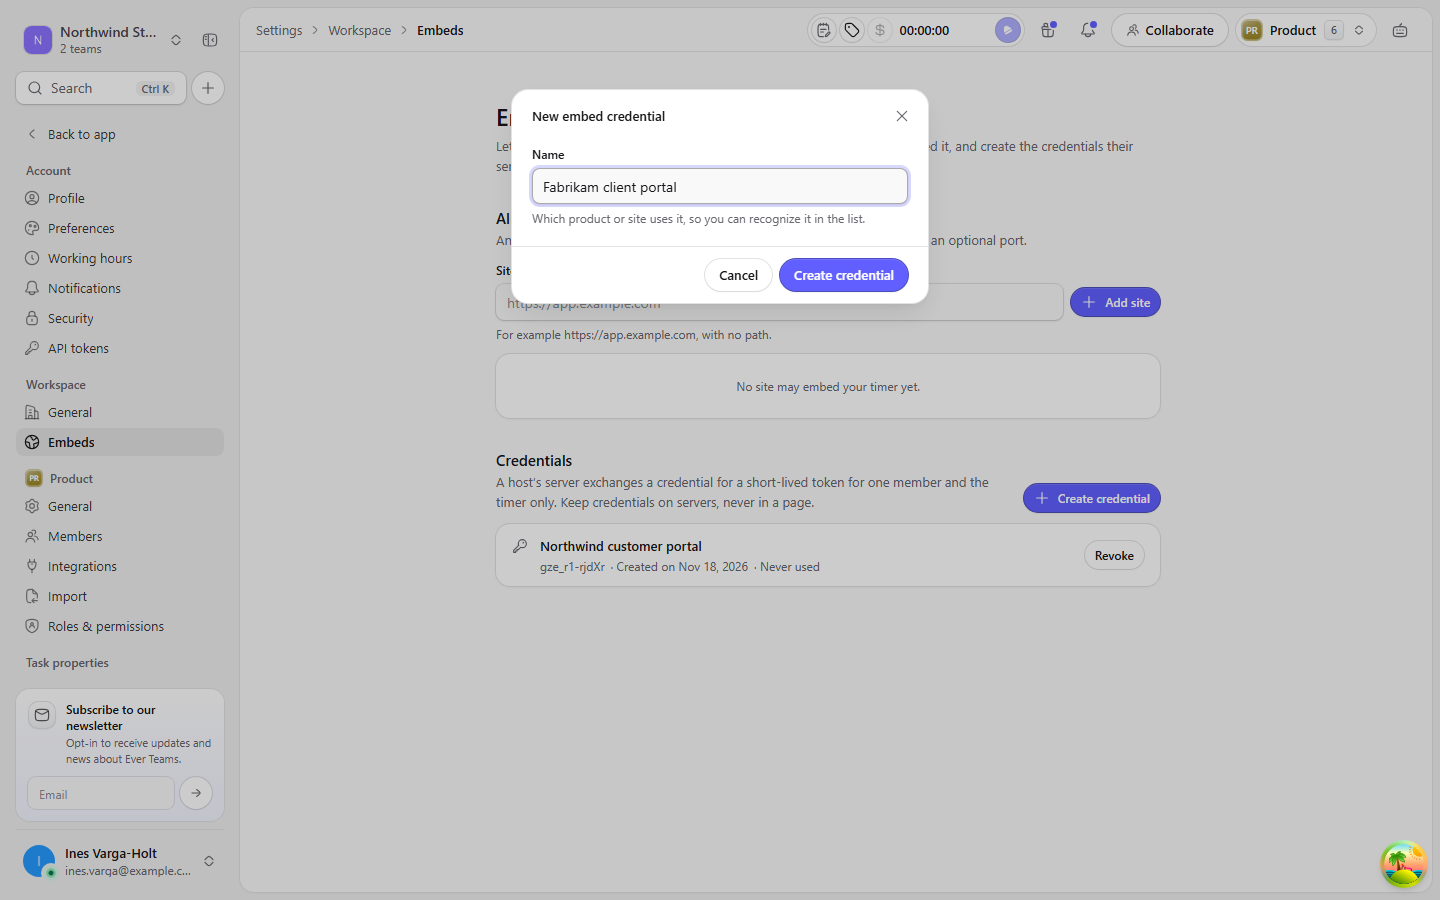 N
Northwind St...
2 teams
Search
Ctrl K
Back to app
Account
Profile
Preferences
Working hours
Notifications
Security
API tokens
Workspace
General
Embeds
PR
Product
General
Members
Integrations
Import
Roles & permissions
Task properties
Subscribe to our
newsletter
Opt-in to receive updates and
news about Ever Teams.
Email
I
Ines Varga-Holt
ines.varga@example.c...
Settings
Workspace
Embeds
00:00:00
Collaborate
PR
Product
6
New embed credential
Name
Fabrikam client portal
Which product or site uses it, so you can recognize it in the list.
Cancel
Create credential
d it, and create the credentials their
an optional port.
https://app.example.com
Add site
For example https://app.example.com, with no path.
No site may embed your timer yet.
Credentials
A host's server exchanges a credential for a short-lived token for one member and the
timer only. Keep credentials on servers, never in a page.
Create credential
Northwind customer portal
gze_r1-rjdXr · Created on Nov 18, 2026 · Never used
Revoke